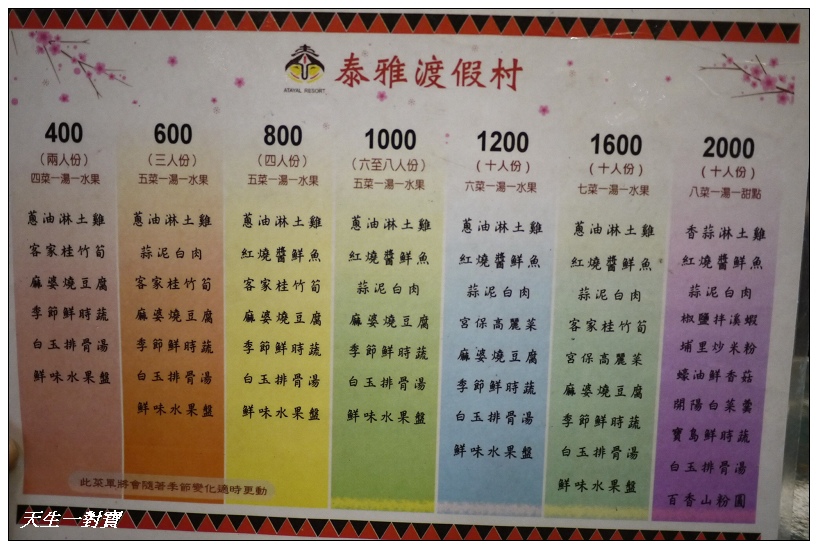 泰雅渡假村
ATAYAL RESORT
400
(兩人份)
四菜一湯一水果
蔥油淋土雞
客家桂竹筍
麻婆燒豆腐
季節鮮時蔬
白玉排骨湯
鮮味水果盤
600
(三人份)
五菜一湯一水果
蔥油淋土雞
蒜泥白肉
客家桂竹筍
麻婆燒豆腐
季節鮮時蔬
白玉排骨湯
鮮味水果盤
800
(四人份)
五菜一湯一水果
蔥油淋土雞
紅燒醬鮮魚
客家桂竹筍
麻婆燒豆腐
季節鮮時蔬
白玉排骨湯
鮮味水果盤
1000
(六至八人份)
五菜一湯一水果
蔥油淋土雞
紅燒醬鮮魚
蒜泥白肉
麻婆燒豆腐
季節鮮時蔬
白玉排骨湯
鮮味水果盤
1200
(十人份)
六菜一湯一水果
蔥油淋土雞
紅燒醬鮮魚
蒜泥白肉
宮保高麗菜
麻婆燒豆腐
季節鮮時蔬
白玉排骨湯
鮮味水果盤
1600
(十人份)
七菜一湯一水果
蔥油淋土雞
紅燒醬鮮魚
蒜泥白肉
客家桂竹筍
宮保高麗菜
麻婆燒豆腐
季節鮮時蔬
白玉排骨湯
鮮味水果盤
2000
(十人份)
八菜一湯一甜點
香蒜淋土雞
紅燒醬鮮魚
蒜泥白肉
椒鹽拌溪蝦
埔里炒米粉
蠔油鮮香菇
開陽白菜羹
寶島鮮時蔬
白玉排骨湯
百香山粉圓
此菜單將會隨著季節變化適時更動
天生一對寶